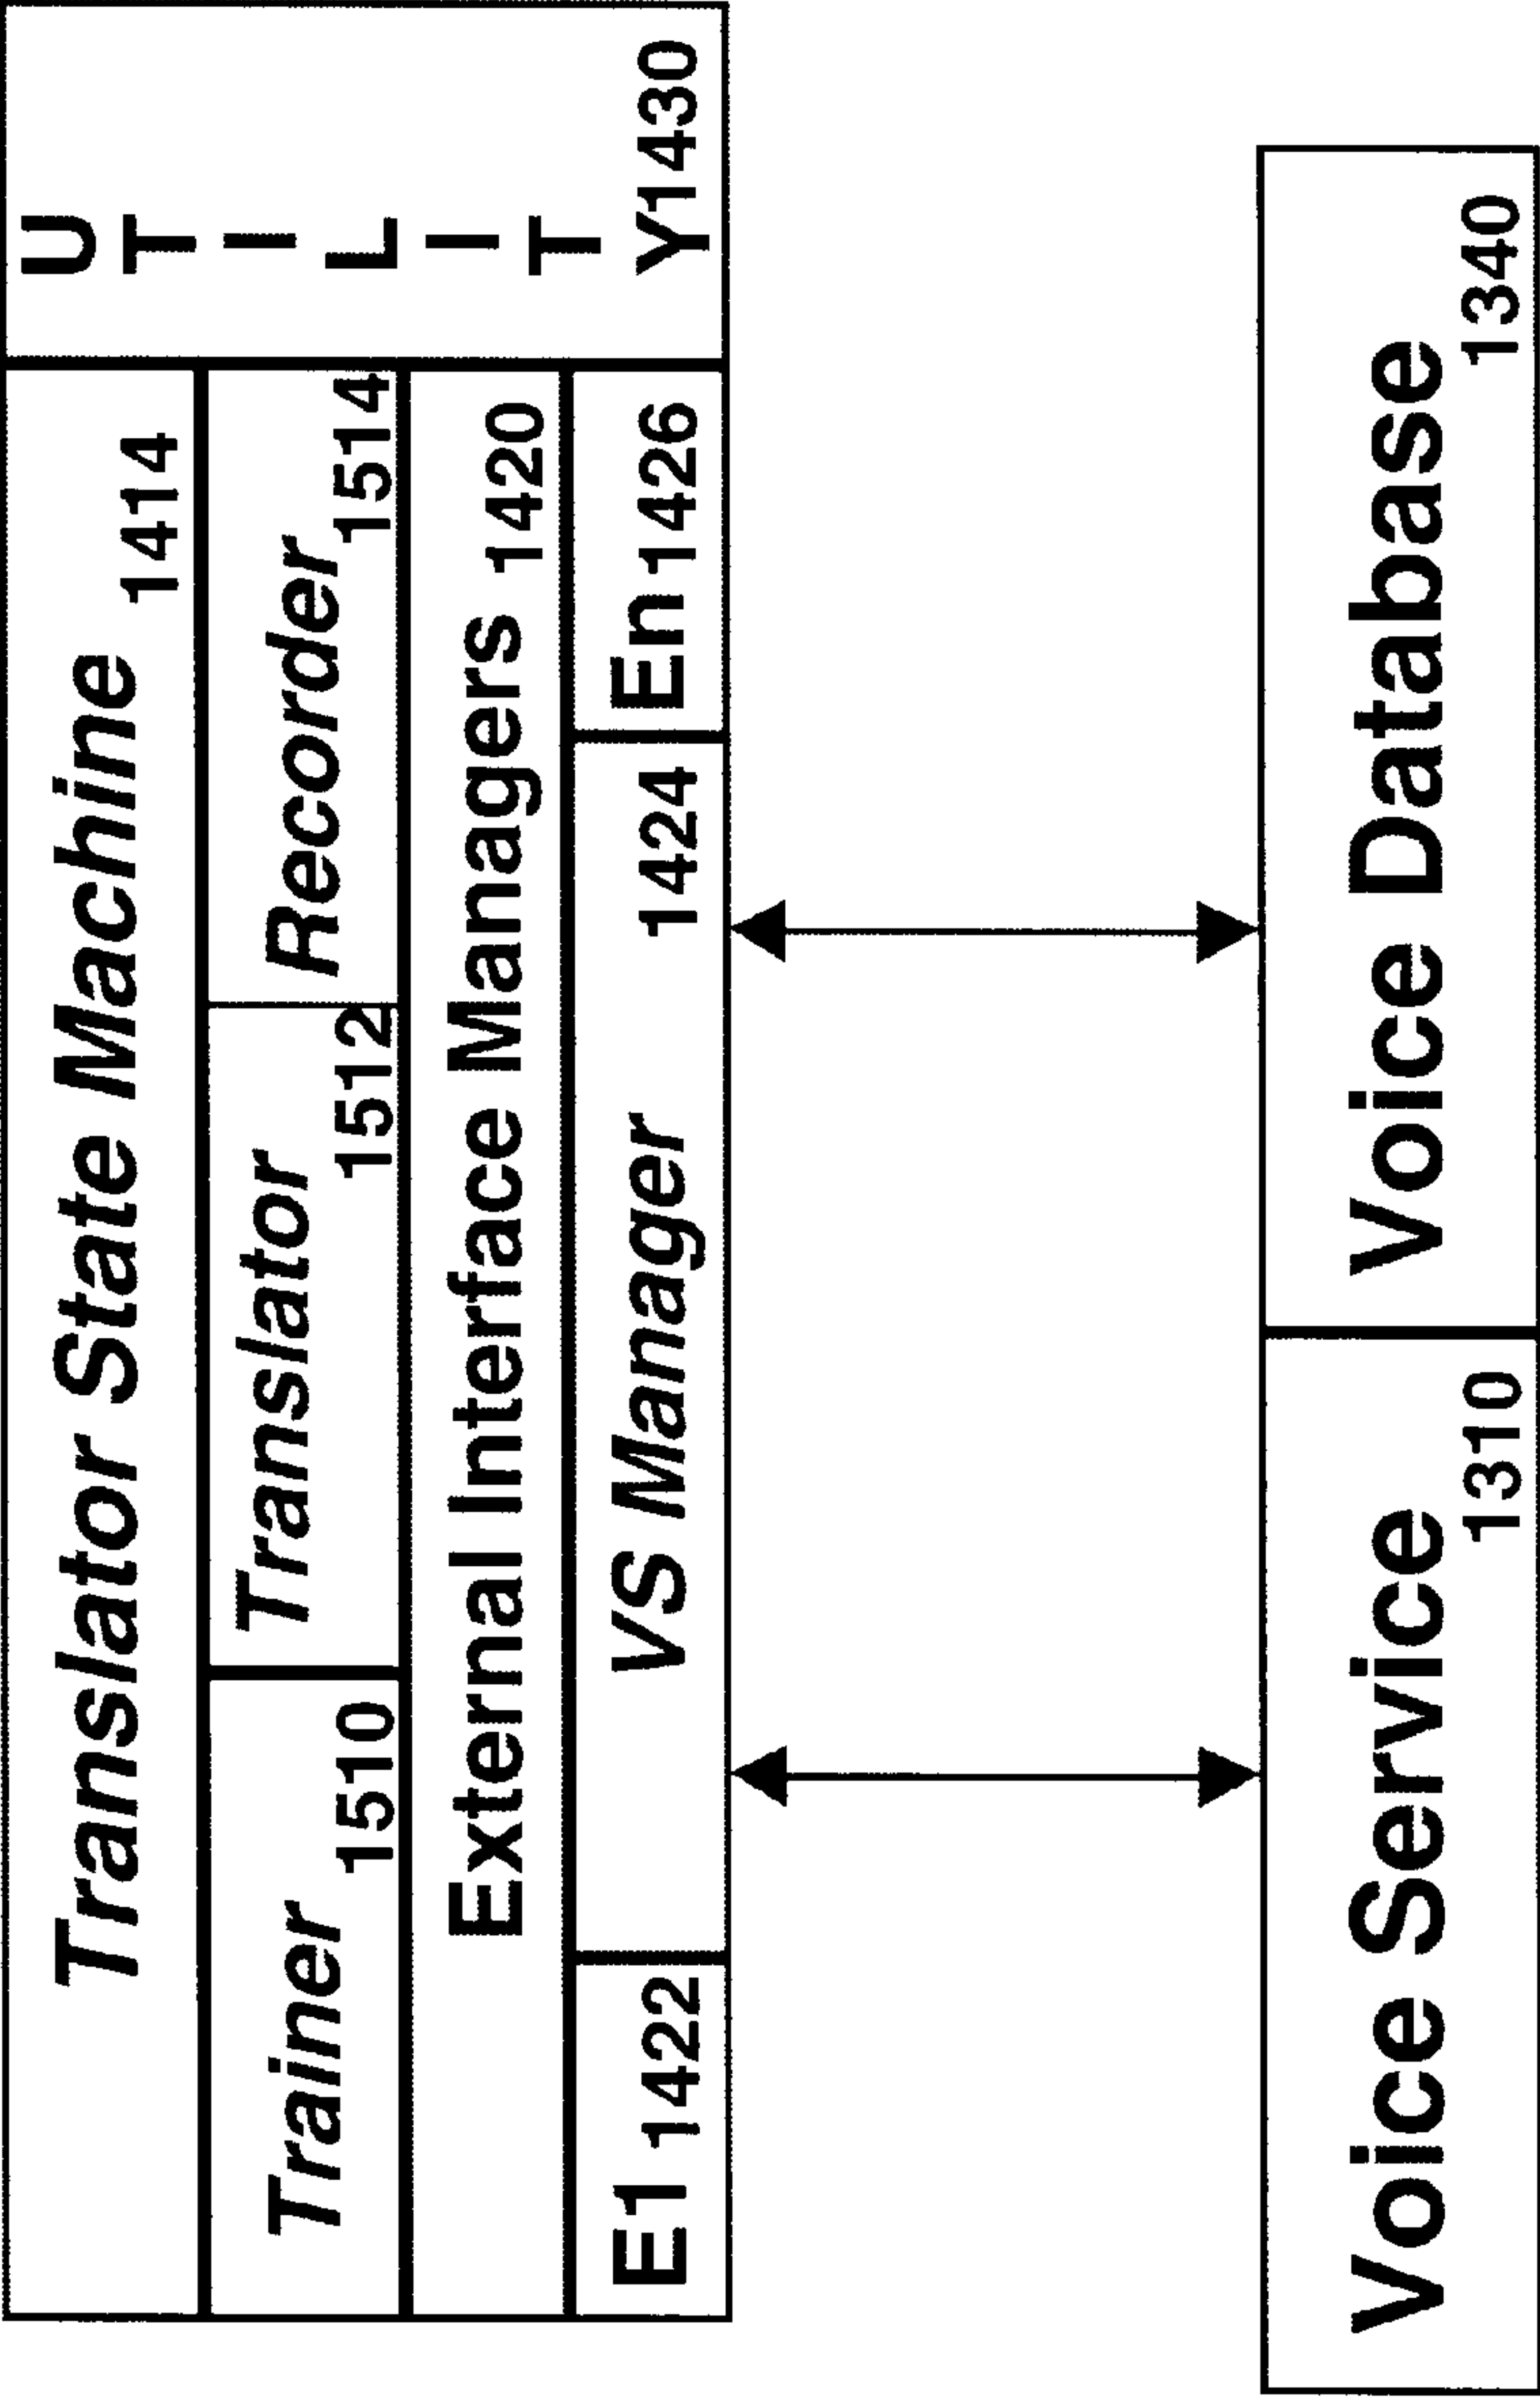 Translator State Machine
1414
Trainer
1510
Translator
1512
Recorder
1514
External Interface Managers 1420
E1 1422
VS Manager 1424
En 1426
U
T
I
L
I
T
Y1430
Voice Service
1310
Voice Database
1340